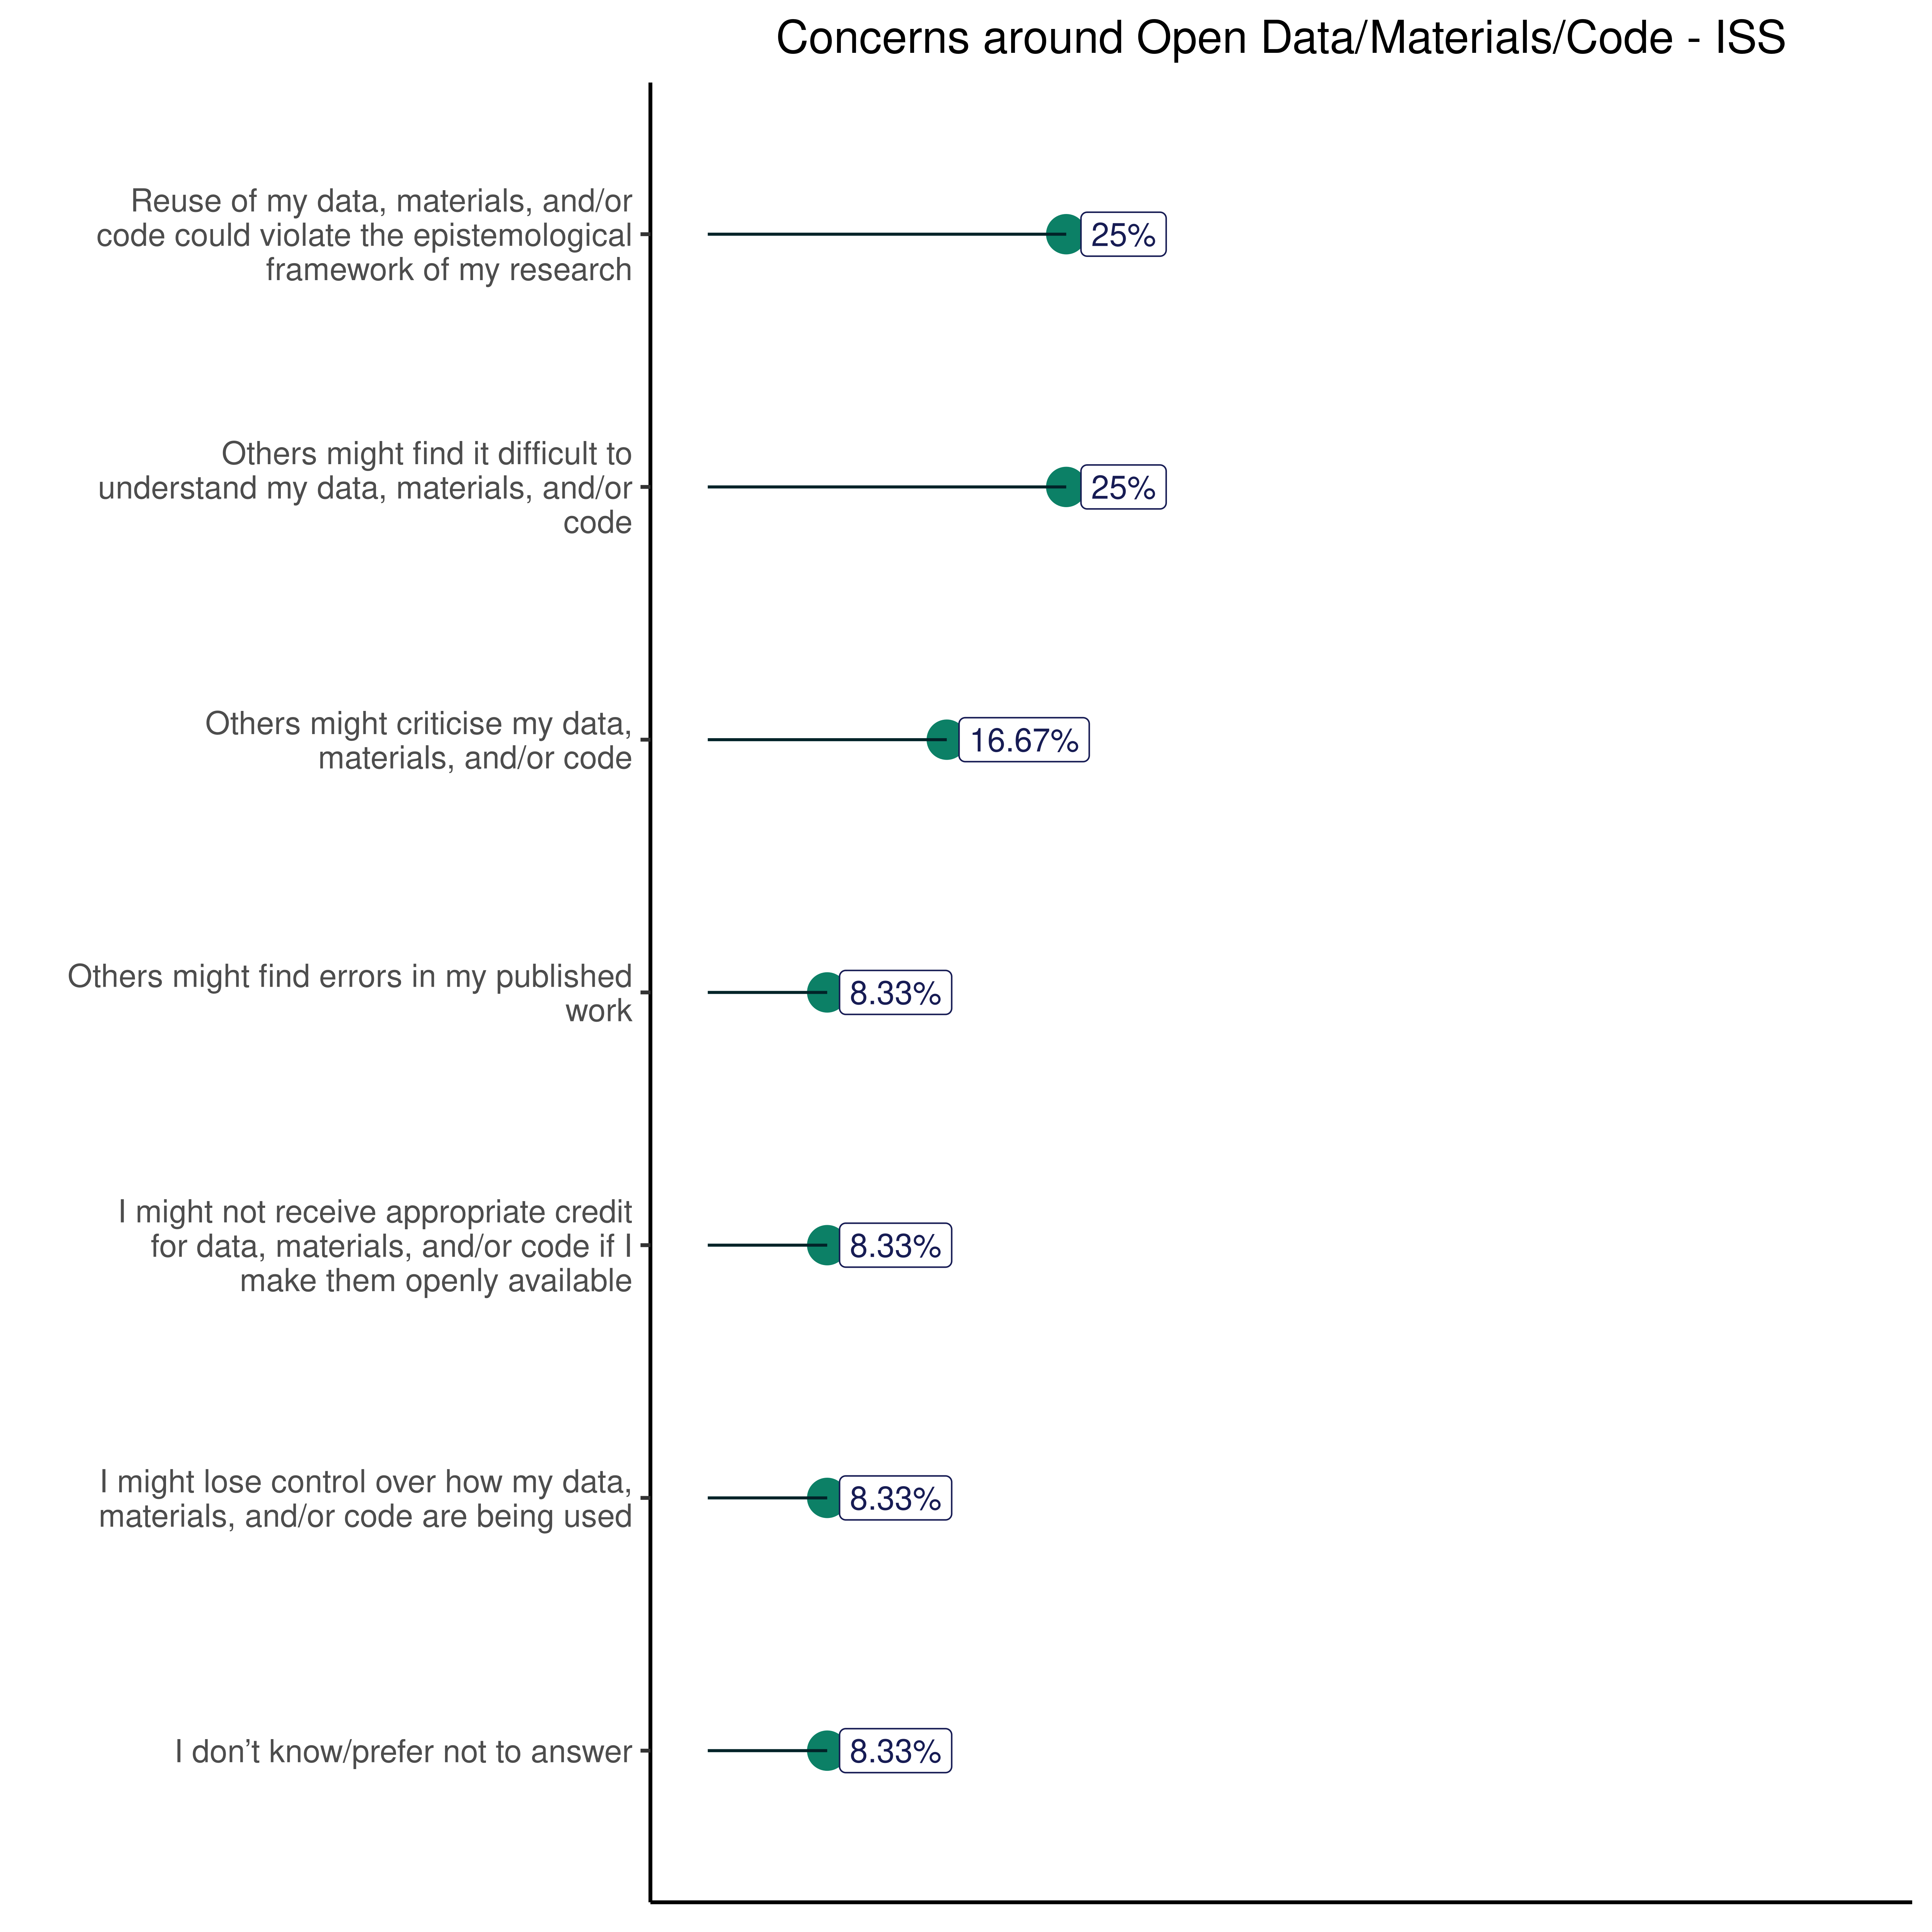 Concerns around Open Data/Materials/Code - ISS
Reuse of my data, materials, and/or
code could violate the epistemological
framework of my research
25%
Others might find it difficult to
understand my data, materials, and/or
code
25%
Others might criticise my data,
materials, and/or code
16.67%
Others might find errors in my published
work
8.33%
I might not receive appropriate credit
for data, materials, and/or code if I
make them openly available
8.33%
I might lose control over how my data,
materials, and/or code are being used
8.33%
I don’t know/prefer not to answer
8.33%